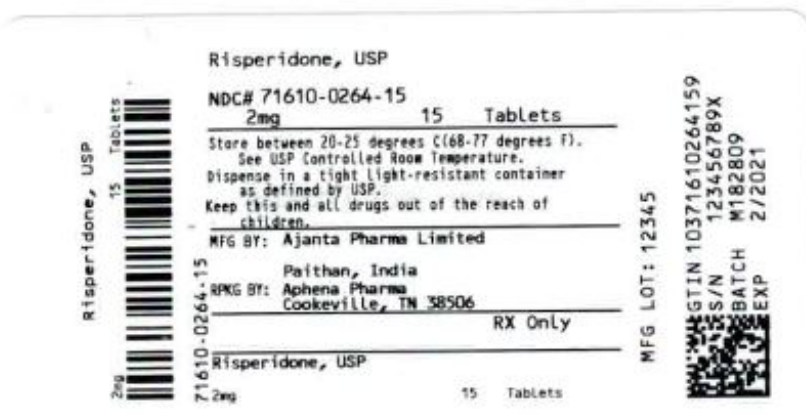 Risperidone, USP
NDC# 71610-0264-15
2mg 15 Tablets
Store between 20-25 degrees C(68-77 degrees F).
See USP Controlled Room Temperature.
Dispense in a tight light-resistant container
as defined by USP.
Keep this and all drugs out of the reach of
children.
MFG BY: Ajanta Pharma Limited
Paithan, India
RPKG BY: Aphena Pharma
Cookeville, TN 38506
RX Only
Risperidone, USP
2mg 15 Tablets
Risperidone, USP
2mg 15 Tablets
71610-0264-15
MFG LOT: 12345
GTIN 10371610264159
S/N 123456789X
BATCH M182809
EXP 2/2021